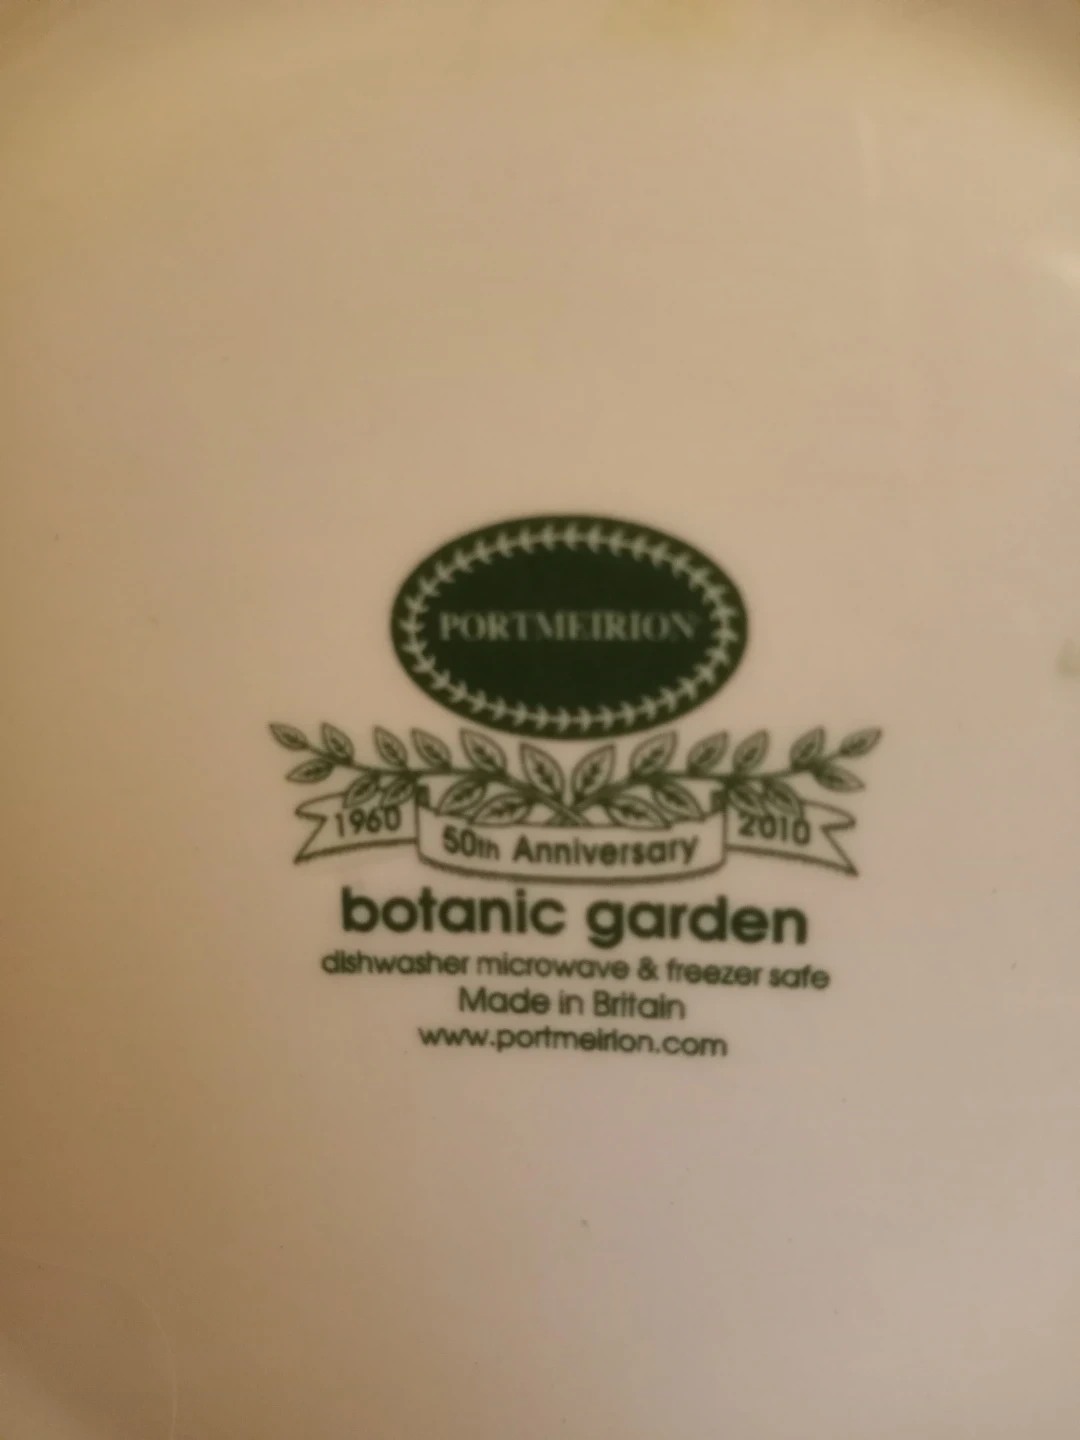 PORTMEIRION
1960 50th Anniversary 2010
botanic garden
dishwasher microwave & freezer safe
Made in Britain
www.portmeirion.com